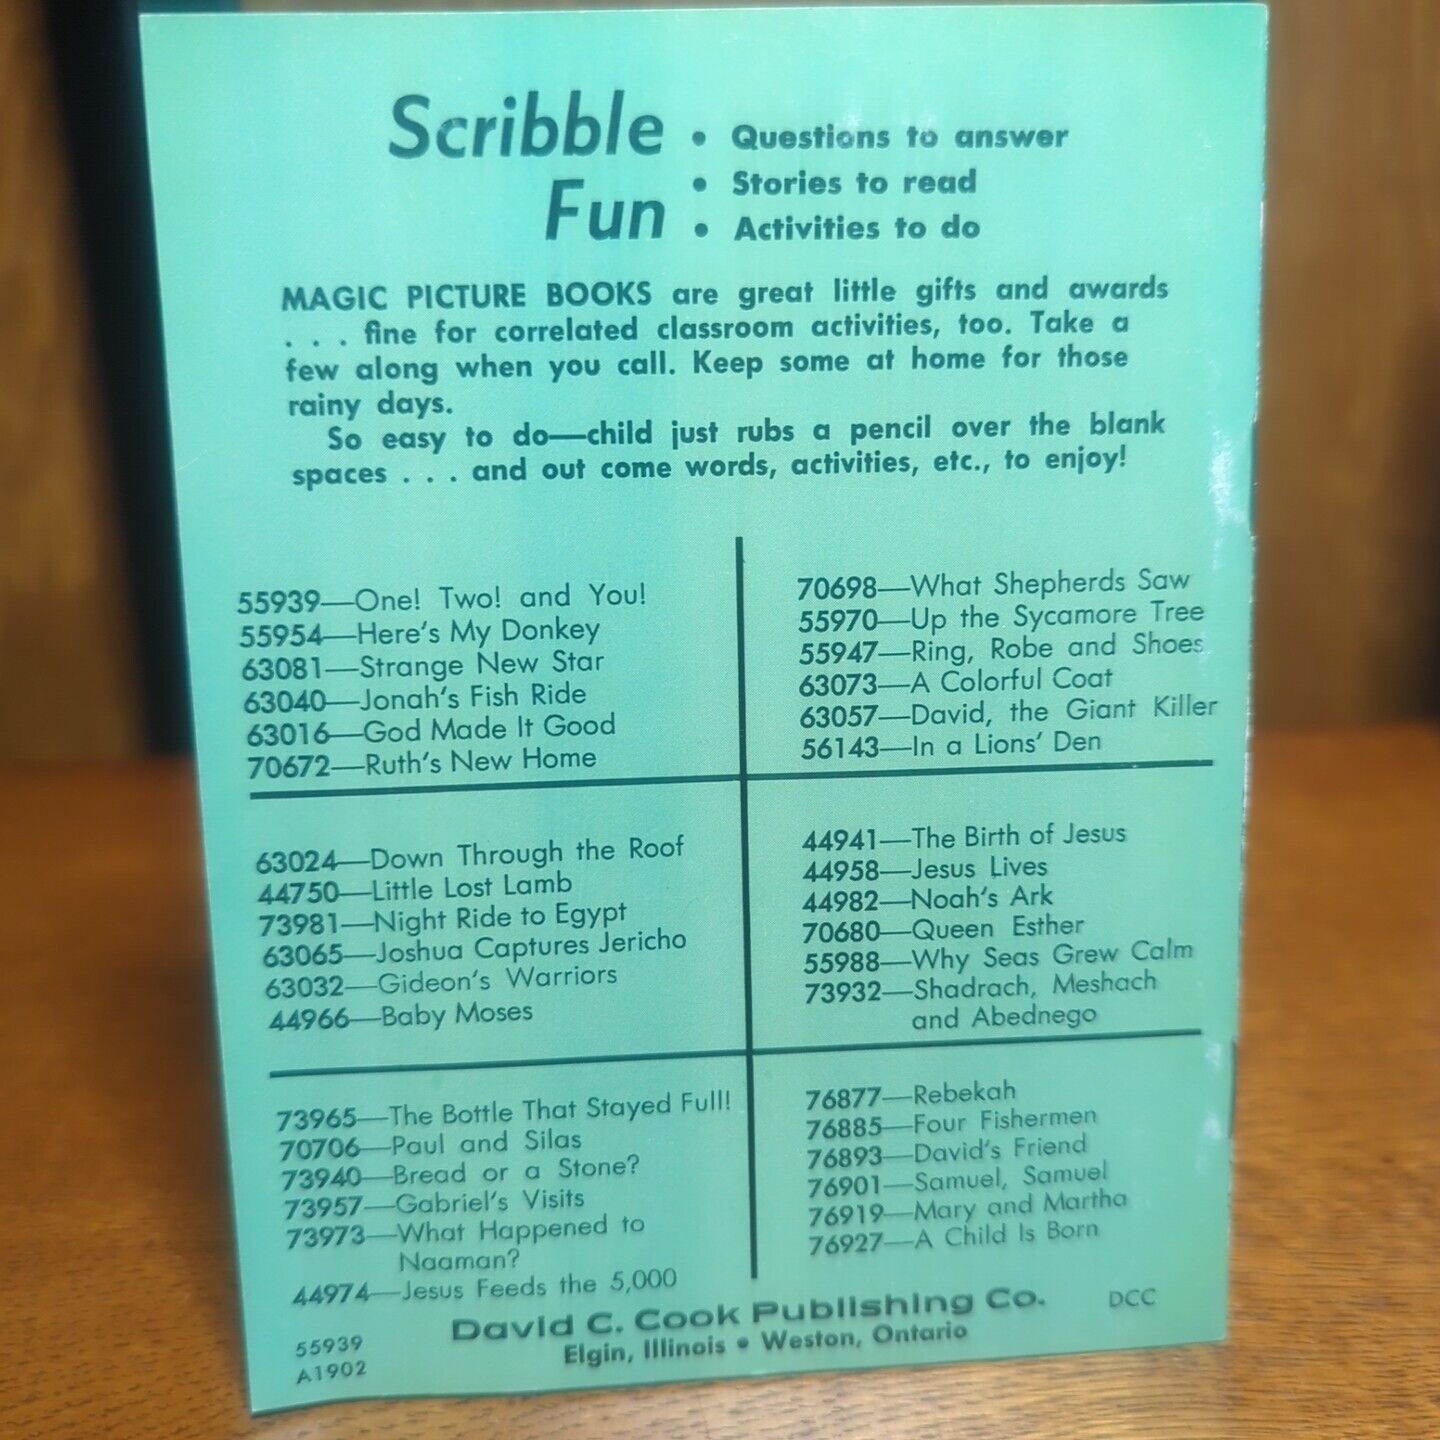 Scribble
Fun
• Questions to answer
• Stories to read
• Activities to do
MAGIC PICTURE BOOKS are great little gifts and awards
. . . fine for correlated classroom activities, too. Take a
few along when you call. Keep some at home for those
rainy days.
So easy to do—child just rubs a pencil over the blank
spaces . . . and out come words, activities, etc., to enjoy!
55939—One! Two! and You!
55954—Here's My Donkey
63081—Strange New Star
63040—Jonah's Fish Ride
63016—God Made It Good
70672—Ruth's New Home
70698—What Shepherds Saw
55970—Up the Sycamore Tree
55947—Ring, Robe and Shoes
63073—A Colorful Coat
63057—David, the Giant Killer
56143—In a Lions' Den
63024—Down Through the Roof
44750—Little Lost Lamb
73981—Night Ride to Egypt
63065—Joshua Captures Jericho
63032—Gideon's Warriors
44966—Baby Moses
44941—The Birth of Jesus
44958—Jesus Lives
44982—Noah's Ark
70680—Queen Esther
55988—Why Seas Grew Calm
73932—Shadrach, Meshach
and Abednego
73965—The Bottle That Stayed Full!
70706—Paul and Silas
73940—Bread or a Stone?
73957—Gabriel's Visits
73973—What Happened to
Naaman?
44974—Jesus Feeds the 5,000
76877—Rebekah
76885—Four Fishermen
76893—David's Friend
76901—Samuel, Samuel
76919—Mary and Martha
76927—A Child Is Born
David C. Cook Publishing Co.
Elgin, Illinois • Weston, Ontario
DCC
55939
A1902